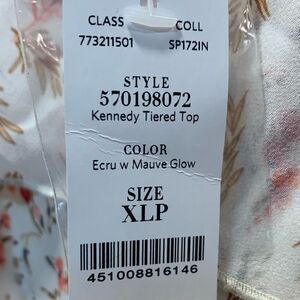 CLASS COLL
773211501 SP172IN
STYLE
570198072
Kennedy Tiered Top
COLOR
Ecru w Mauve Glow
SIZE
XLP
451008816146